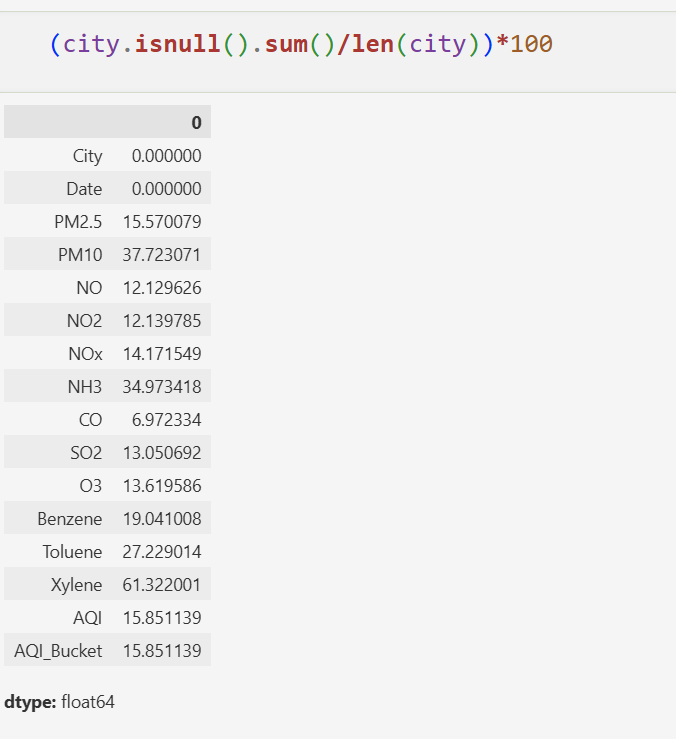 (city.isnull().sum()/len(city))*100
0
City 0.000000
Date 0.000000
PM2.5 15.570079
PM10 37.723071
NO 12.129626
NO2 12.139785
NOx 14.171549
NH3 34.973418
CO 6.972334
SO2 13.050692
O3 13.619586
Benzene 19.041008
Toluene 27.229014
Xylene 61.322001
AQI 15.851139
AQI_Bucket 15.851139
dtype: float64